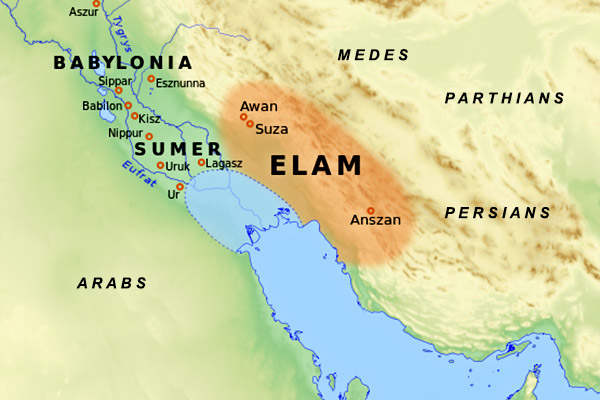 Aszur
Tygrys
MEDES
BABYLONIA
Sippar
Esznunna
PARTHIANS
Babilon
Awan
Kisz
Suza
Nippur
SUMER
Uruk
Lagasz
ELAM
Eufrat
Ur
Anszan
PERSIANS
ARABS